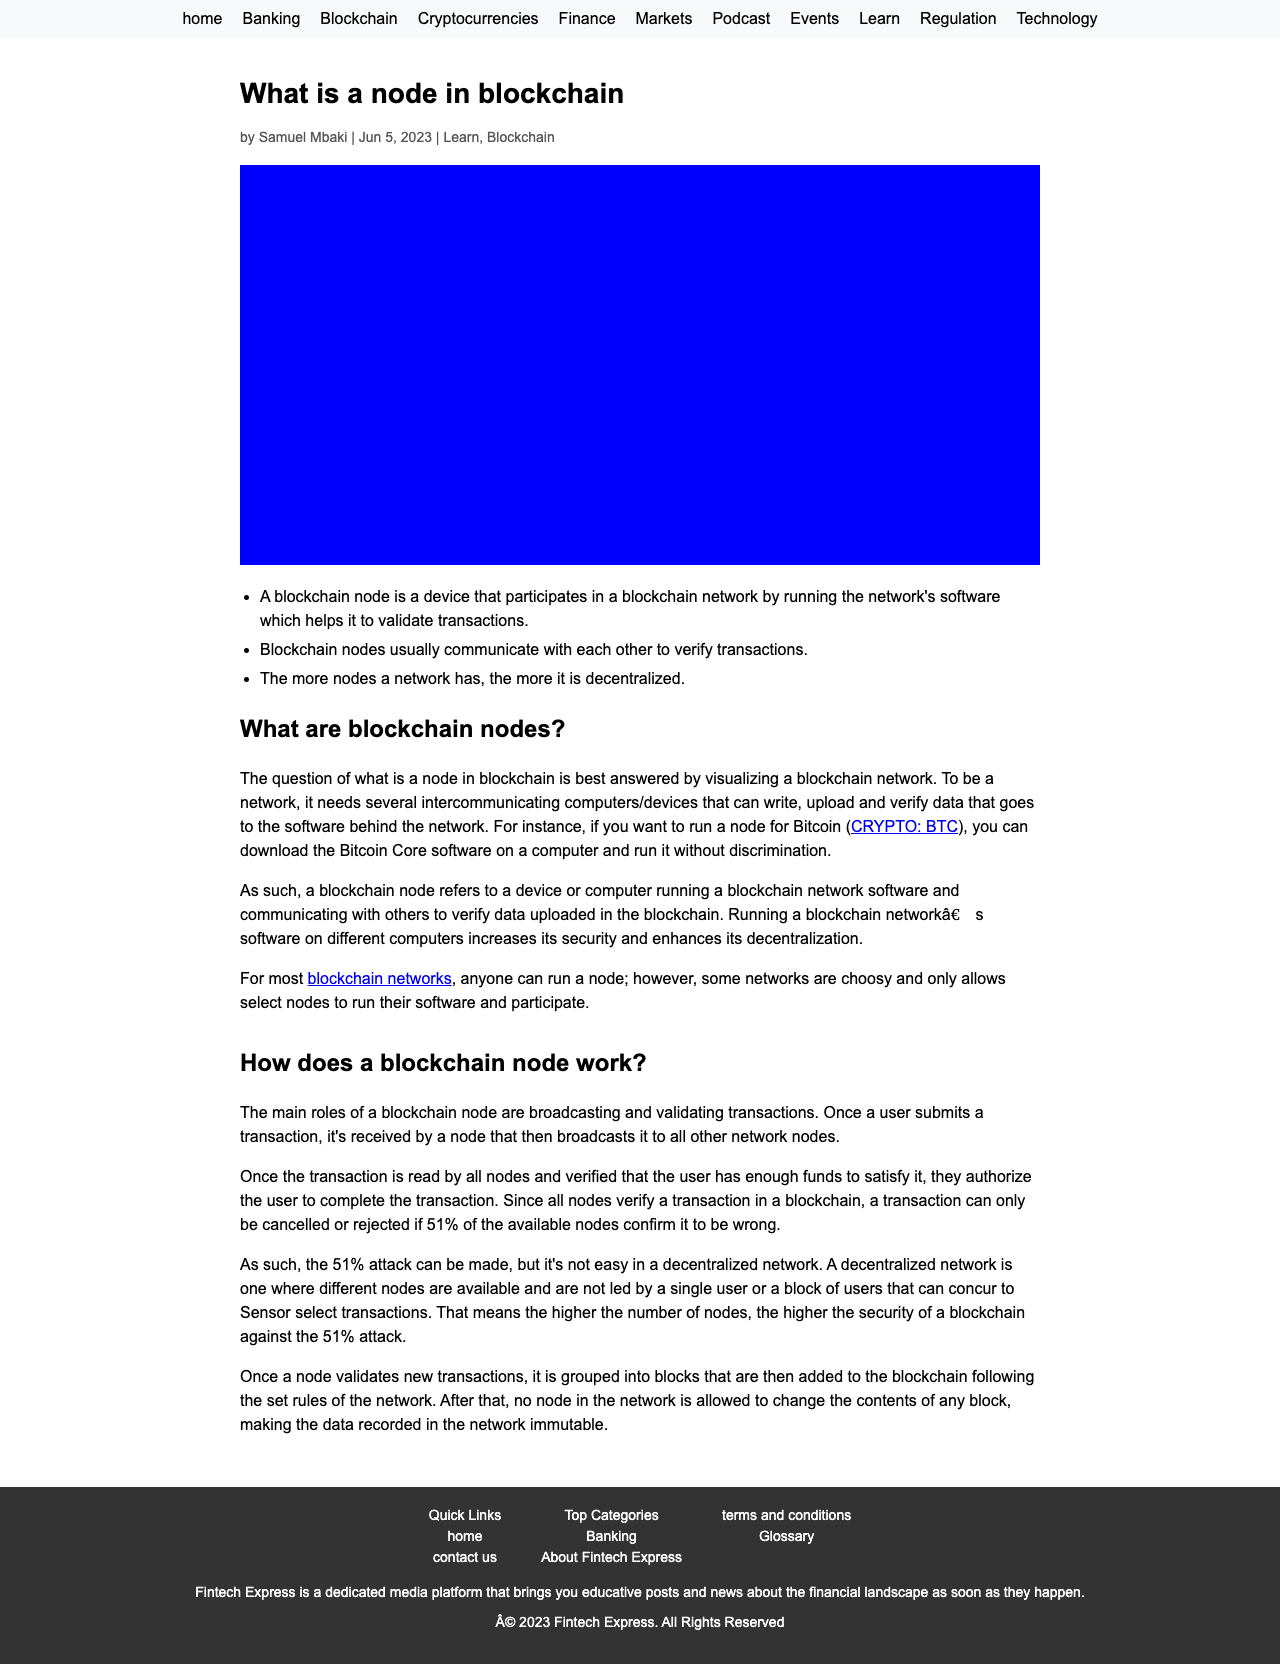 home Banking Blockchain Cryptocurrencies Finance Markets Podcast Events Learn Regulation Technology
What is a node in blockchain
by Samuel Mbaki | Jun 5, 2023 | Learn, Blockchain
• A blockchain node is a device that participates in a blockchain network by running the network's software
which helps it to validate transactions.
• Blockchain nodes usually communicate with each other to verify transactions.
• The more nodes a network has, the more it is decentralized.
What are blockchain nodes?
The question of what is a node in blockchain is best answered by visualizing a blockchain network. To be a
network, it needs several intercommunicating computers/devices that can write, upload and verify data that goes
to the software behind the network. For instance, if you want to run a node for Bitcoin (CRYPTO: BTC), you can
download the Bitcoin Core software on a computer and run it without discrimination.
As such, a blockchain node refers to a device or computer running a blockchain network software and
communicating with others to verify data uploaded in the blockchain. Running a blockchain networkâ€ s
software on different computers increases its security and enhances its decentralization.
For most blockchain networks, anyone can run a node; however, some networks are choosy and only allows
select nodes to run their software and participate.
How does a blockchain node work?
The main roles of a blockchain node are broadcasting and validating transactions. Once a user submits a
transaction, it's received by a node that then broadcasts it to all other network nodes.
Once the transaction is read by all nodes and verified that the user has enough funds to satisfy it, they authorize
the user to complete the transaction. Since all nodes verify a transaction in a blockchain, a transaction can only
be cancelled or rejected if 51% of the available nodes confirm it to be wrong.
As such, the 51% attack can be made, but it's not easy in a decentralized network. A decentralized network is
one where different nodes are available and are not led by a single user or a block of users that can concur to
Sensor select transactions. That means the higher the number of nodes, the higher the security of a blockchain
against the 51% attack.
Once a node validates new transactions, it is grouped into blocks that are then added to the blockchain following
the set rules of the network. After that, no node in the network is allowed to change the contents of any block,
making the data recorded in the network immutable.
Quick Links
home
contact us
Top Categories
Banking
About Fintech Express
terms and conditions
Glossary
Fintech Express is a dedicated media platform that brings you educative posts and news about the financial landscape as soon as they happen.
Â© 2023 Fintech Express. All Rights Reserved